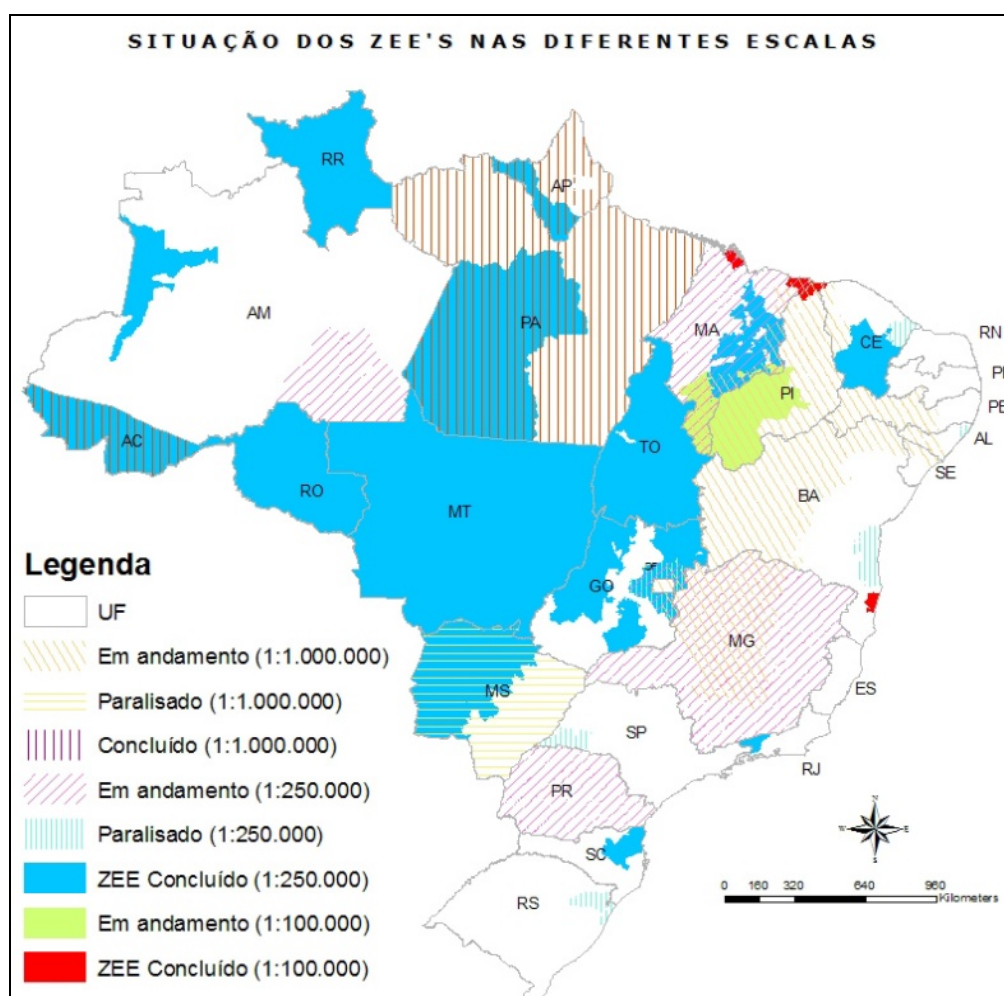 SITUAÇÃO DOS ZEE'S NAS DIFERENTES ESCALAS
RR
AP
AM
PA
MA
CE
RN
PI
PE
AC
TO
AL
SE
RO
MT
BA
GO
DF
MG
MS
ES
SP
RJ
PR
SC
RS
Legenda
UF
Em andamento (1:1.000.000)
Paralisado (1:1.000.000)
Concluído (1:1.000.000)
Em andamento (1:250.000)
Paralisado (1:250.000)
ZEE Concluído (1:250.000)
Em andamento (1:100.000)
ZEE Concluído (1:100.000)
N
W E
S
0 160 320 640 960
Kilometers